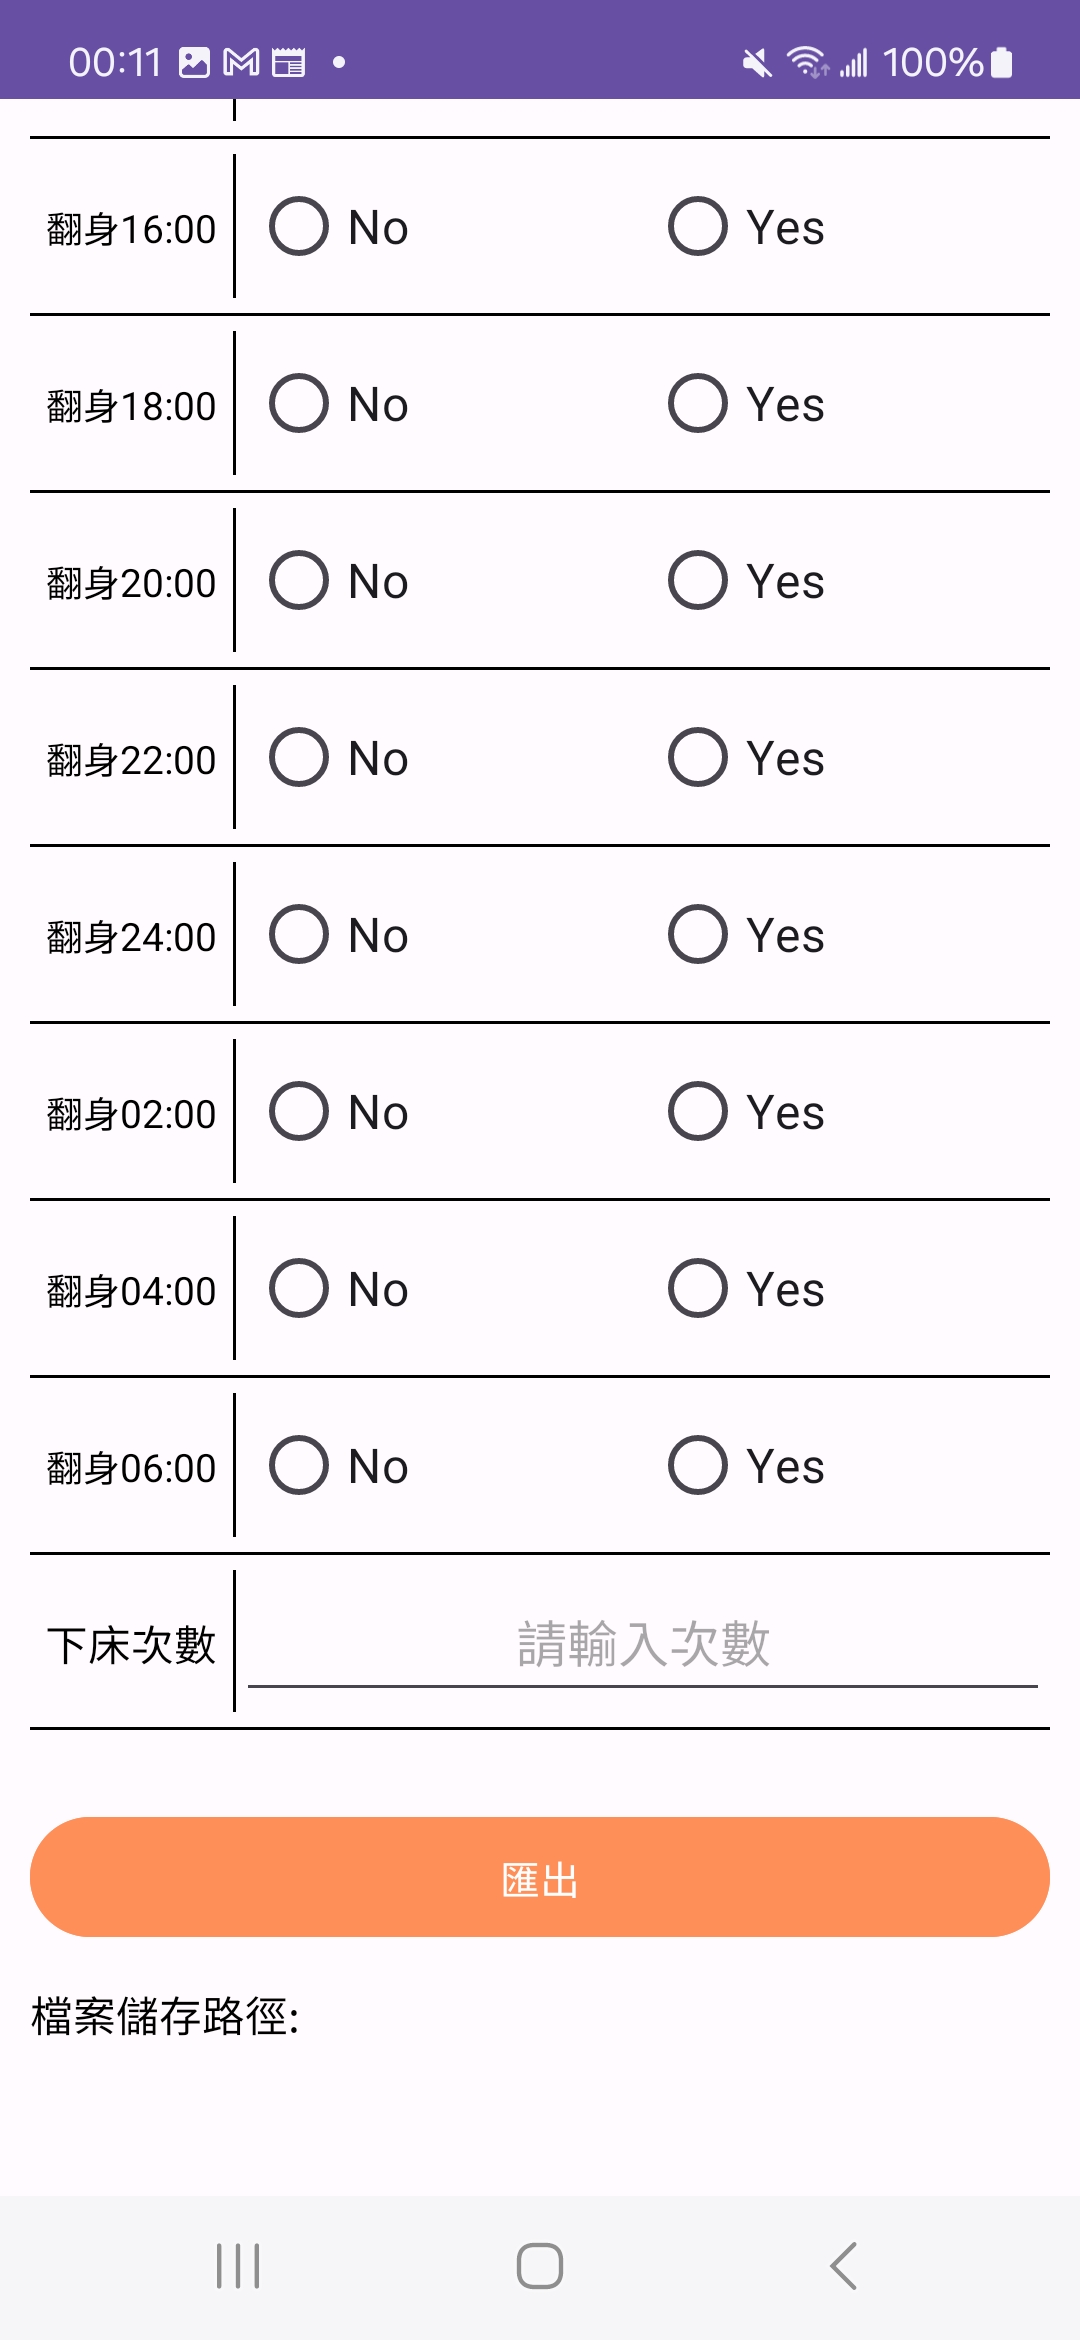 00:11 100%
翻身16:00 No Yes
翻身18:00 No Yes
翻身20:00 No Yes
翻身22:00 No Yes
翻身24:00 No Yes
翻身02:00 No Yes
翻身04:00 No Yes
翻身06:00 No Yes
下床次數 請輸入次數
匯出
檔案儲存路徑: